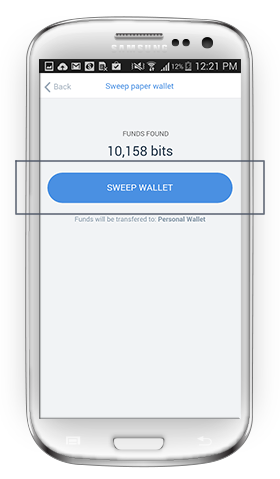 SAMSUNG
12% 12:21 PM
Back Sweep paper wallet
FUNDS FOUND
10,158 bits
SWEEP WALLET
Funds will be transfered to: Personal Wallet